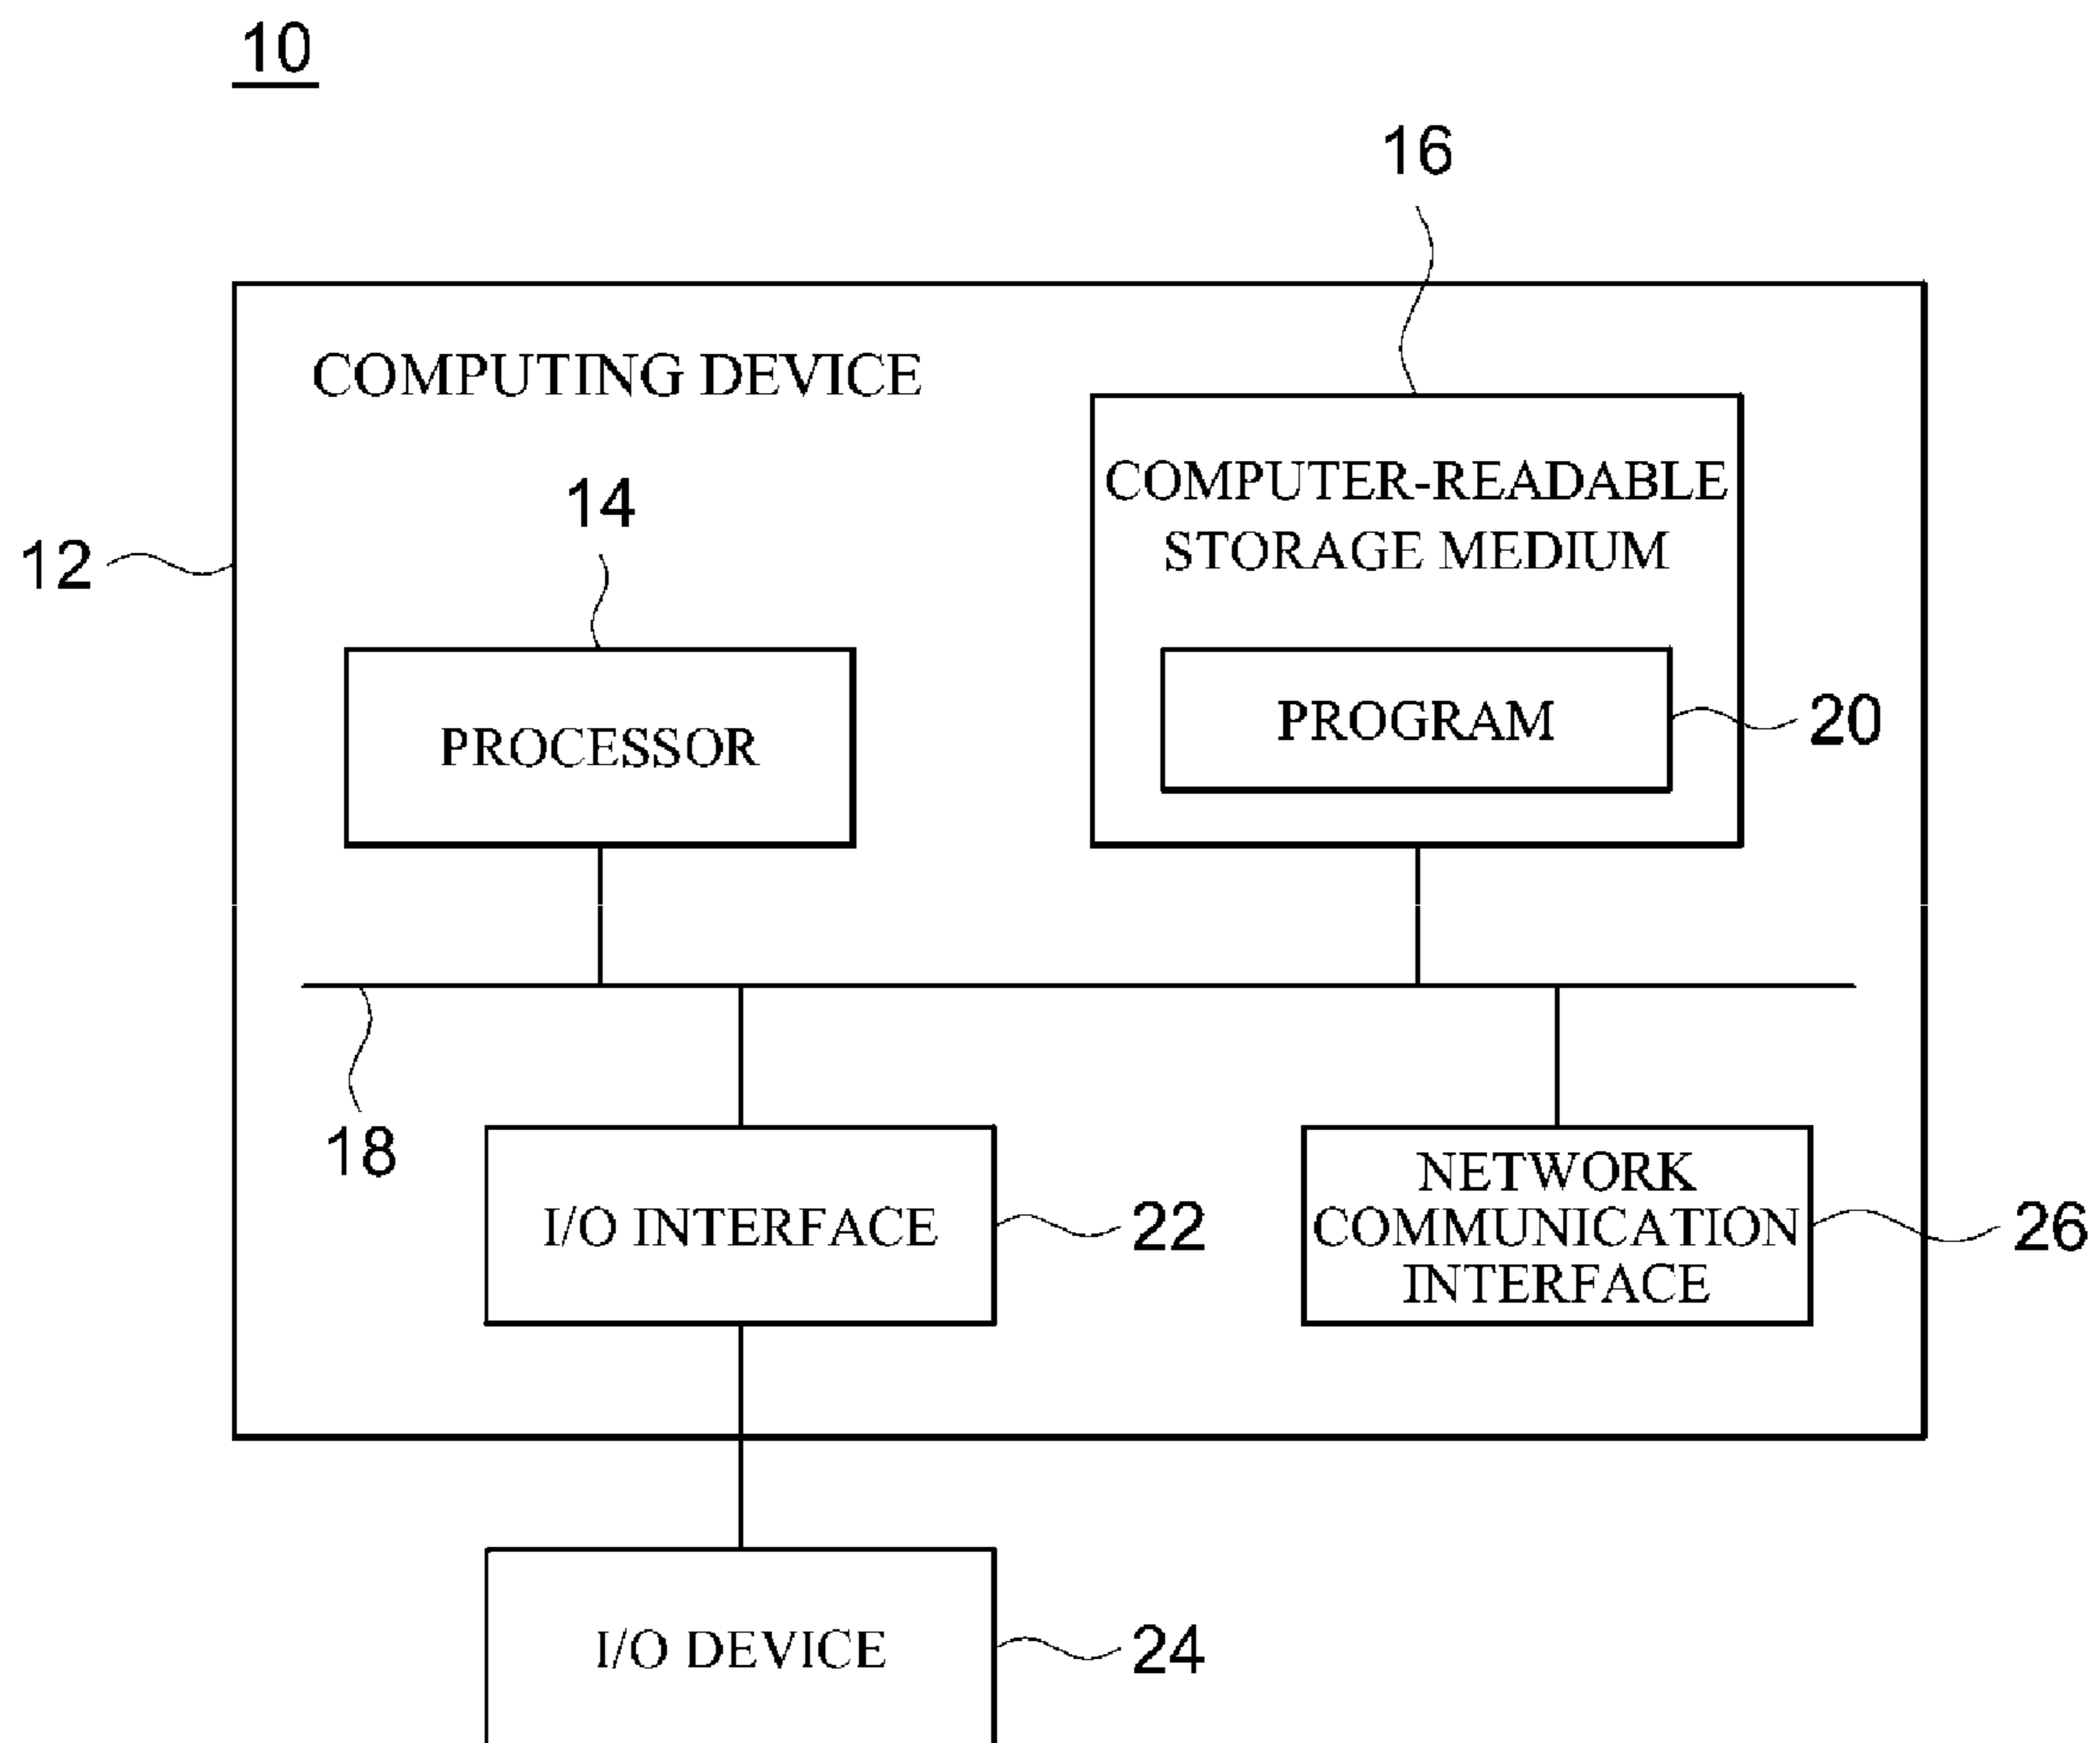 10
16
COMPUTING DEVICE
COMPUTER-READABLE
STORAGE MEDIUM
14
12
PROCESSOR
PROGRAM
20
18
I/O INTERFACE
22
NETWORK
COMMUNICATION
INTERFACE
26
I/O DEVICE
24